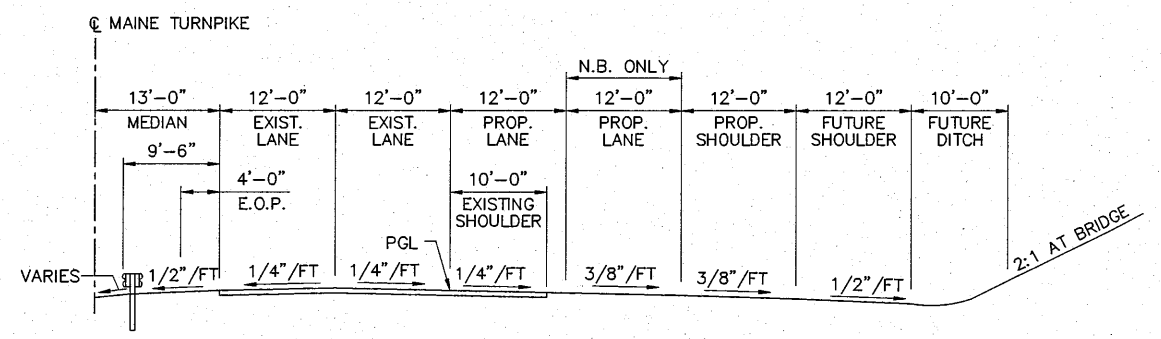 ℄ MAINE TURNPIKE
N.B. ONLY
13'-0" 12'-0" 12'-0" 12'-0" 12'-0" 12'-0" 12'-0" 10'-0"
MEDIAN EXIST. EXIST. PROP. PROP. PROP. FUTURE FUTURE
LANE LANE LANE LANE SHOULDER SHOULDER DITCH
9'-6"
4'-0" 10'-0"
E.O.P. EXISTING
SHOULDER
PGL
2:1 AT BRIDGE
VARIES 1/2"/FT 1/4"/FT 1/4"/FT 1/4"/FT 3/8"/FT 3/8"/FT 1/2"/FT